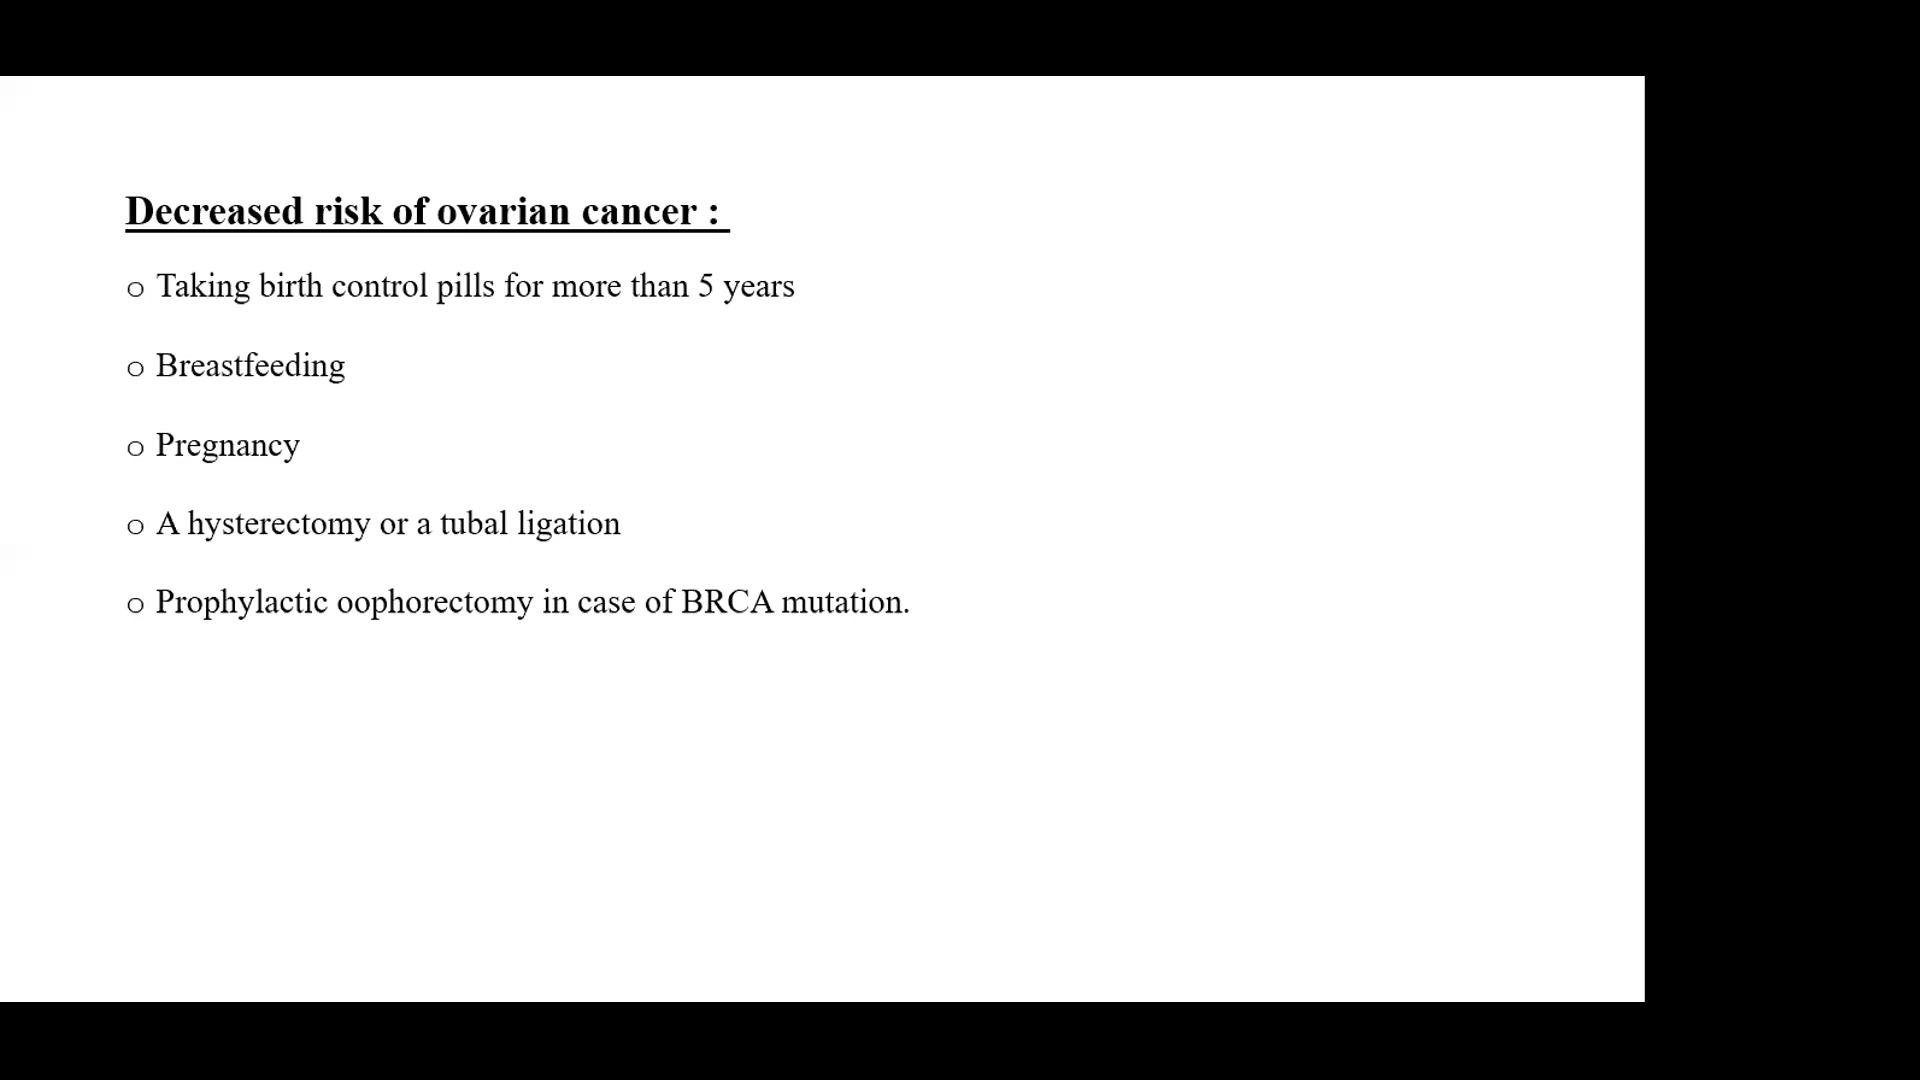 Decreased risk of ovarian cancer :
o Taking birth control pills for more than 5 years
o Breastfeeding
o Pregnancy
o A hysterectomy or a tubal ligation
o Prophylactic oophorectomy in case of BRCA mutation.